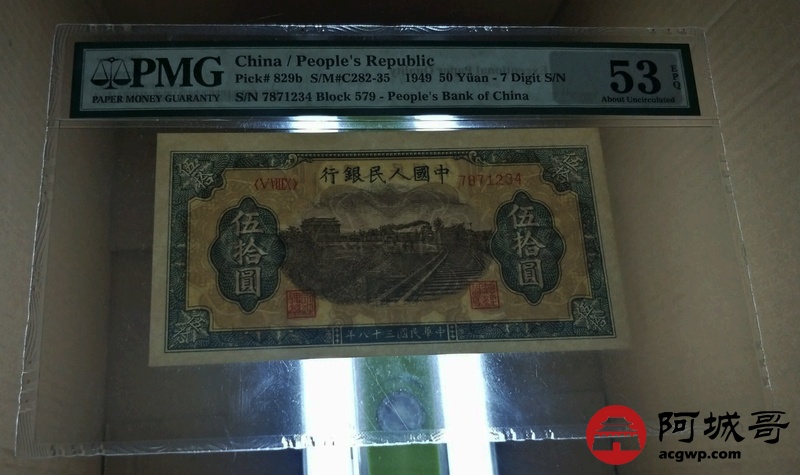 PMG
PAPER MONEY GUARANTY
China / People's Republic
Pick# 829b S/M#C282-35 1949 50 Yüan - 7 Digit S/N
S/N 7871234 Block 579 - People's Bank of China
53
EPQ
About Uncirculated
行銀民人國中
7871234
伍拾圓
伍拾圓
年八十三國民華中
阿城哥
acgwp.com